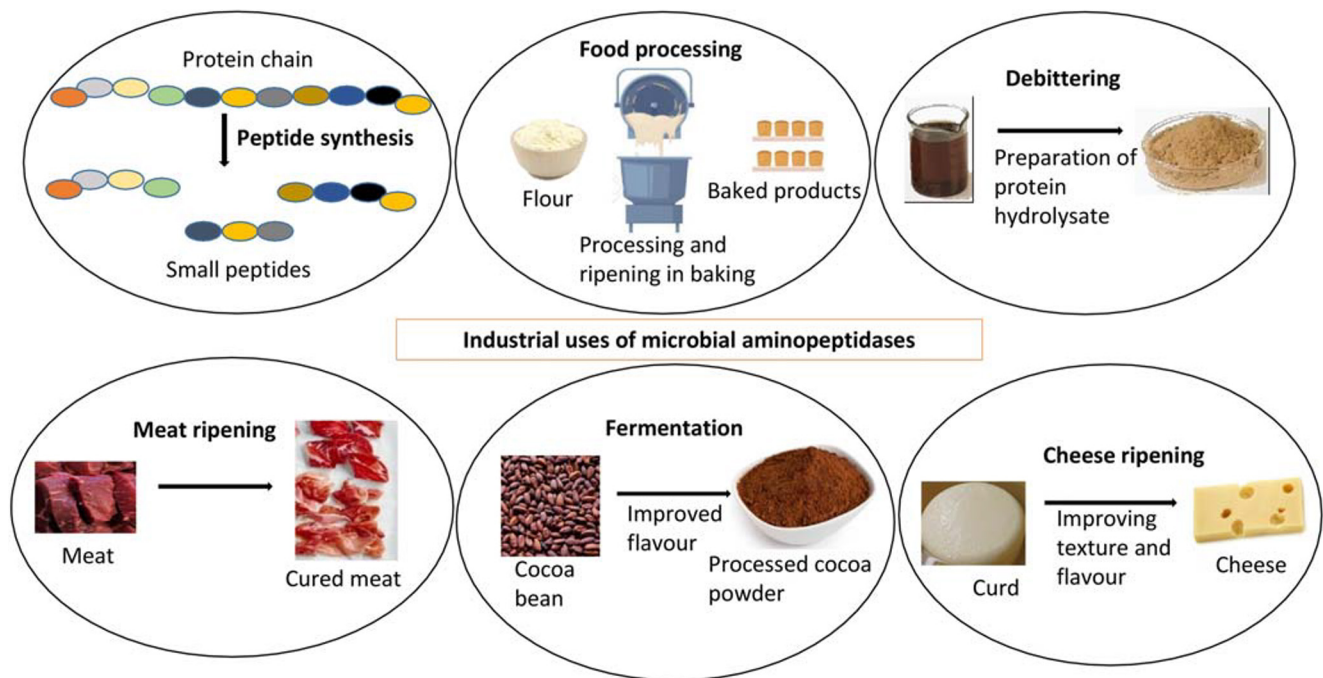 Protein chain
Peptide synthesis
Small peptides
Food processing
Flour
Baked products
Processing and
ripening in baking
Debittering
Preparation of
protein
hydrolysate
Industrial uses of microbial aminopeptidases
Meat ripening
Meat
Cured meat
Fermentation
Improved
flavour
Cocoa
bean
Processed cocoa
powder
Cheese ripening
Improving
texture and
flavour
Curd
Cheese